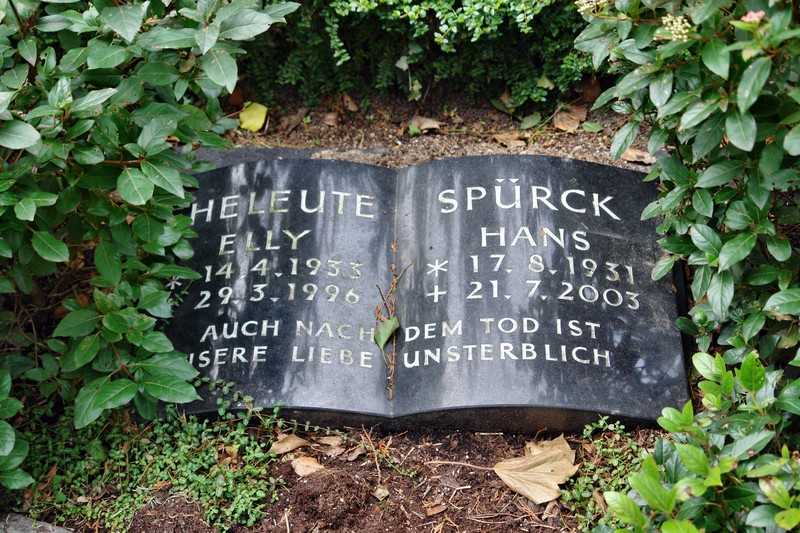 HELEUTE
ELLY
* 14.4.1933
29.3.1996
SPÜRCK
HANS
* 17.8.1931
+ 21.7.2003
AUCH NACH DEM TOD IST
NSERE LIEBE UNSTERBLICH